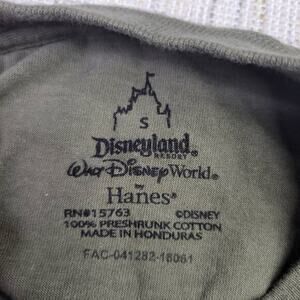 S
Disneyland
RESORT®
Walt Disney World®
by
Hanes®
RN#15763 ©DISNEY
100% PRESHRUNK COTTON
MADE IN HONDURAS
FAC-041282-18061